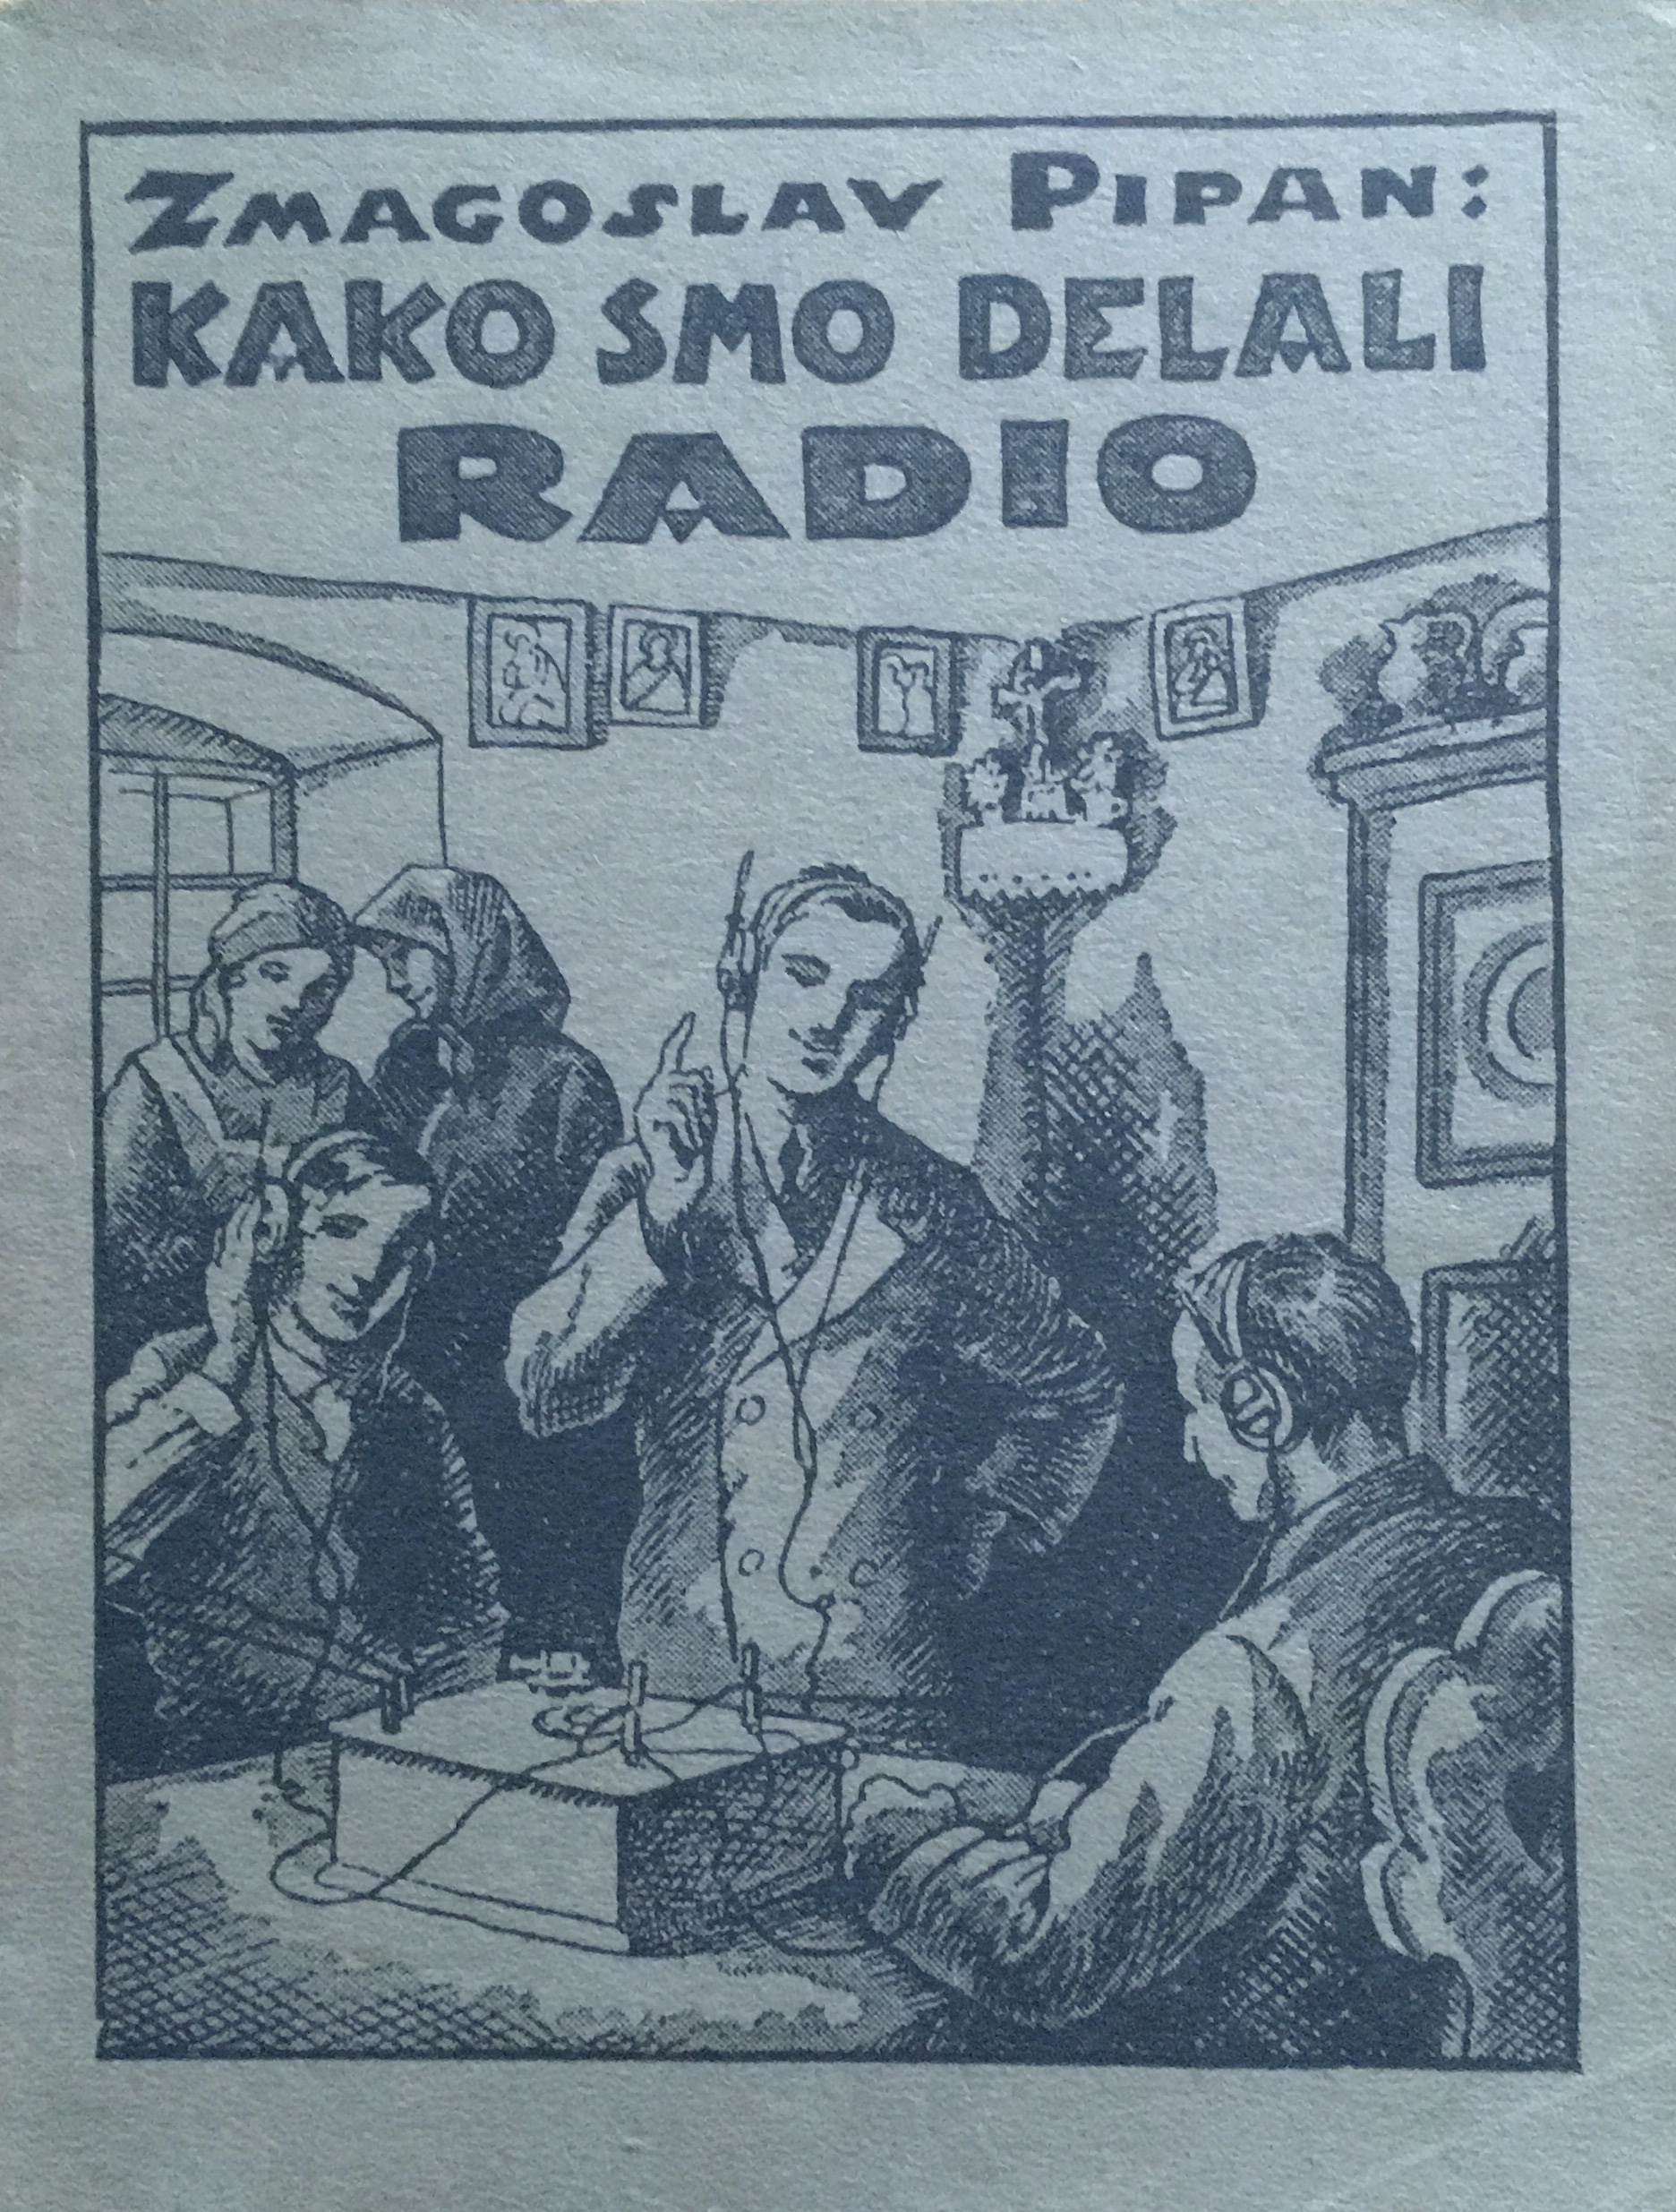 ZMAGOSLAV PIPAN:
KAKO SMO DELALI
RADIO